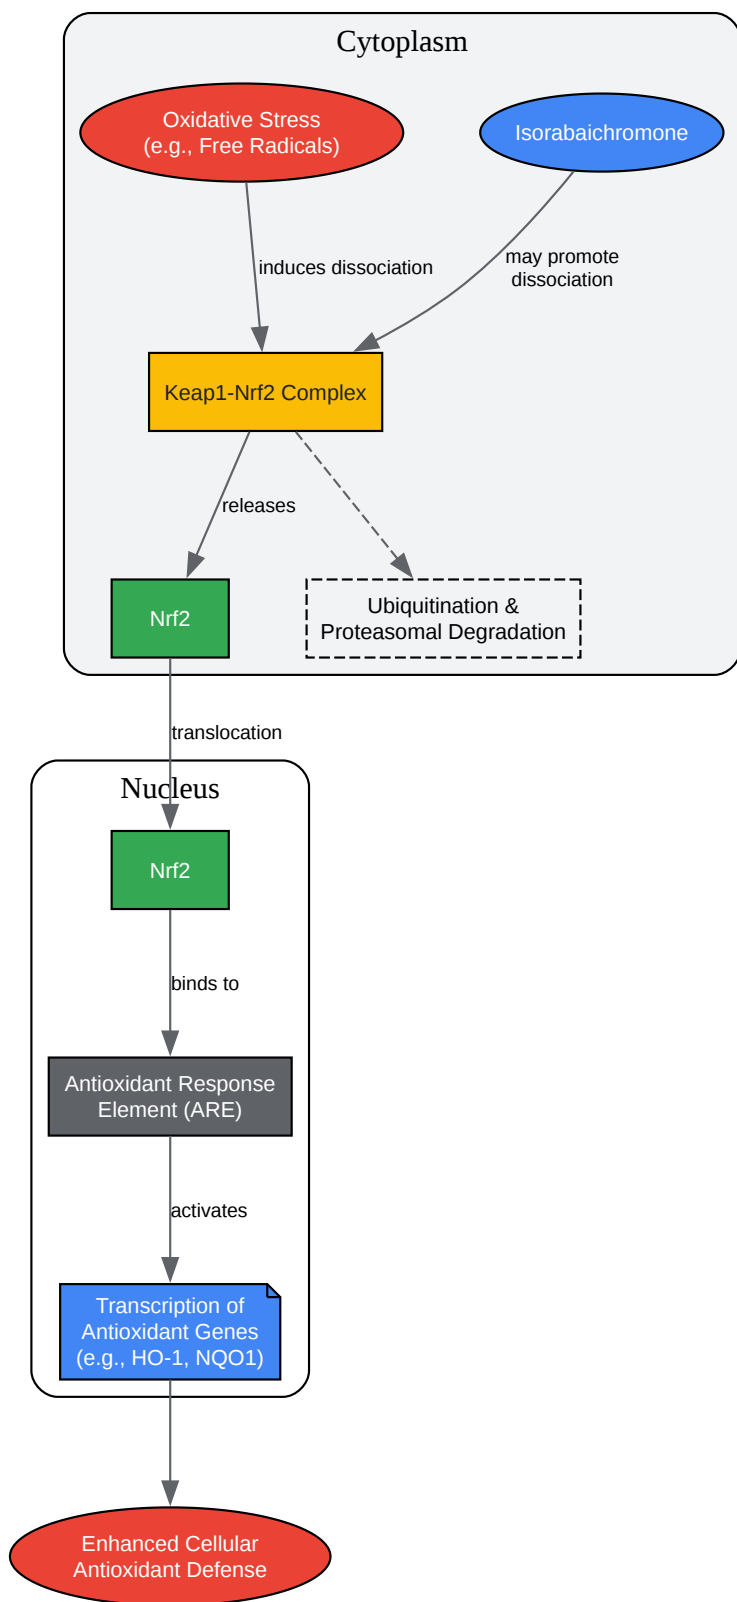 Cytoplasm
Oxidative Stress
(e.g., Free Radicals)
Isorabaichromone
induces dissociation
may promote
dissociation
Keap1-Nrf2 Complex
releases
Nrf2
Ubiquitination &
Proteasomal Degradation
translocation
Nucleus
Nrf2
binds to
Antioxidant Response
Element (ARE)
activates
Transcription of
Antioxidant Genes
(e.g., HO-1, NQO1)
Enhanced Cellular
Antioxidant Defense